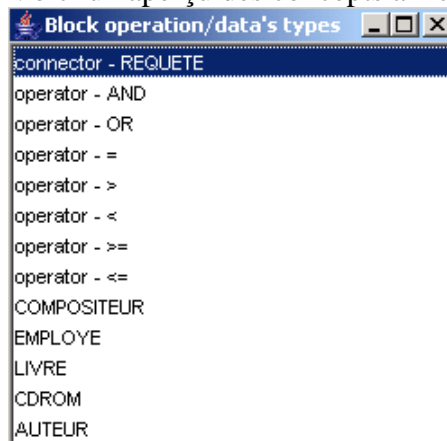 Block operation/data's types
connector - REQUETE
operator - AND
operator - OR
operator - =
operator - >
operator - <
operator - >=
operator - <=
COMPOSITEUR
EMPLOYE
LIVRE
CDROM
AUTEUR